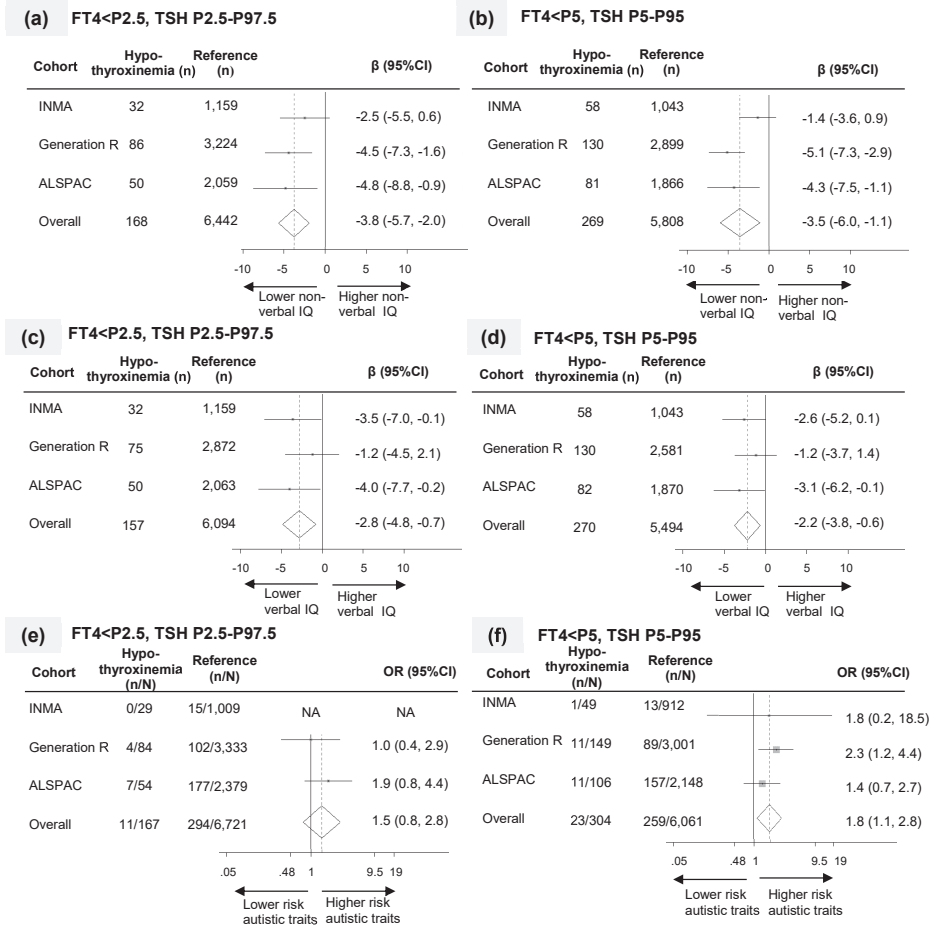 (a) FT4<P2.5, TSH P2.5-P97.5
Cohort Hypo-thyroxinemia (n) Reference (n) β (95%CI)
INMA 32 1,159 -2.5 (-5.5, 0.6)
Generation R 86 3,224 -4.5 (-7.3, -1.6)
ALSPAC 50 2,059 -4.8 (-8.8, -0.9)
Overall 168 6,442 -3.8 (-5.7, -2.0)
-10 -5 0 5 10
Lower non-verbal IQ Higher non-verbal IQ
(b) FT4<P5, TSH P5-P95
Cohort Hypo-thyroxinemia (n) Reference (n) β (95%CI)
INMA 58 1,043 -1.4 (-3.6, 0.9)
Generation R 130 2,899 -5.1 (-7.3, -2.9)
ALSPAC 81 1,866 -4.3 (-7.5, -1.1)
Overall 269 5,808 -3.5 (-6.0, -1.1)
-10 -5 0 5 10
Lower non-verbal IQ Higher non-verbal IQ
(c) FT4<P2.5, TSH P2.5-P97.5
Cohort Hypo-thyroxinemia (n) Reference (n) β (95%CI)
INMA 32 1,159 -3.5 (-7.0, -0.1)
Generation R 75 2,872 -1.2 (-4.5, 2.1)
ALSPAC 50 2,063 -4.0 (-7.7, -0.2)
Overall 157 6,094 -2.8 (-4.8, -0.7)
-10 -5 0 5 10
Lower verbal IQ Higher verbal IQ
(d) FT4<P5, TSH P5-P95
Cohort Hypo-thyroxinemia (n) Reference (n) β (95%CI)
INMA 58 1,043 -2.6 (-5.2, 0.1)
Generation R 130 2,581 -1.2 (-3.7, 1.4)
ALSPAC 82 1,870 -3.1 (-6.2, -0.1)
Overall 270 5,494 -2.2 (-3.8, -0.6)
-10 -5 0 5 10
Lower verbal IQ Higher verbal IQ
(e) FT4<P2.5, TSH P2.5-P97.5
Cohort Hypo-thyroxinemia (n/N) Reference (n/N) OR (95%CI)
INMA 0/29 15/1,009 NA NA
Generation R 4/84 102/3,333 1.0 (0.4, 2.9)
ALSPAC 7/54 177/2,379 1.9 (0.8, 4.4)
Overall 11/167 294/6,721 1.5 (0.8, 2.8)
.05 .48 1 9.5 19
Lower risk autistic traits Higher risk autistic traits
(f) FT4<P5, TSH P5-P95
Cohort Hypo-thyroxinemia (n/N) Reference (n/N) OR (95%CI)
INMA 1/49 13/912 1.8 (0.2, 18.5)
Generation R 11/149 89/3,001 2.3 (1.2, 4.4)
ALSPAC 11/106 157/2,148 1.4 (0.7, 2.7)
Overall 23/304 259/6,061 1.8 (1.1, 2.8)
.05 .48 1 9.5 19
Lower risk autistic traits Higher risk autistic traits